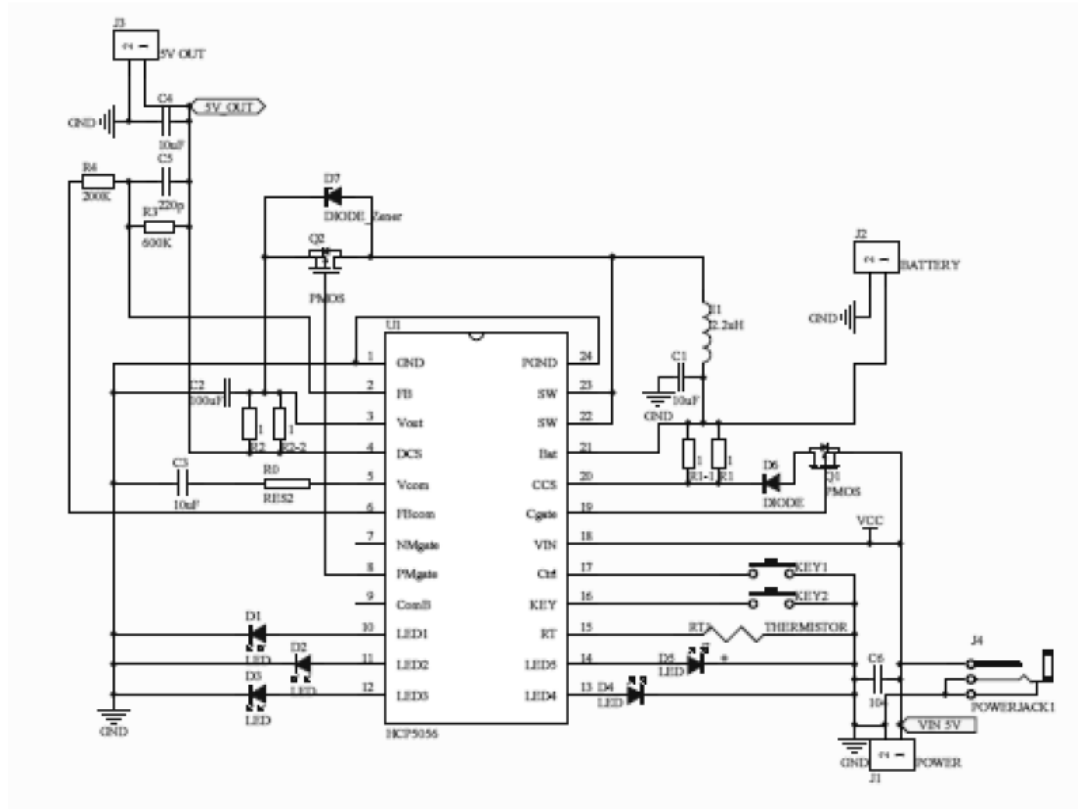 J3
2 1
5V OUT
C4
5V_OUT
GND
10uF
C5
R4
200K
220p
R3
600K
D7
DIODE_Zener
Q2
PMOS
J2
2 1
BATTERY
GND
2.2uH
C1
10uF
GND
U1
1 GND PGND 24
2 FB SW 23
3 Vout SW 22
4 DCS Bat 21
5 Vcom CCS 20
6 FBcom Cgate 19
7 NMgate VIN 18
8 PMgate Ctrl 17
9 ComB KEY 16
10 LED1 RT 15
11 LED2 LED5 14
12 LED3 LED4 13
HCP5056
C2
100uF
1 1
R2 R2-2
C3
10uF
R0
RES2
1 1
R1-1 R1
D6
DIODE
Q1
PMOS
VCC
KEY1
KEY2
THERMISTOR
D1
LED
D2
LED
D3
LED
D5
LED
D4
LED
C6
J4
POWERJACK1
VIN 5V
GND
GND
2 1
POWER
J1